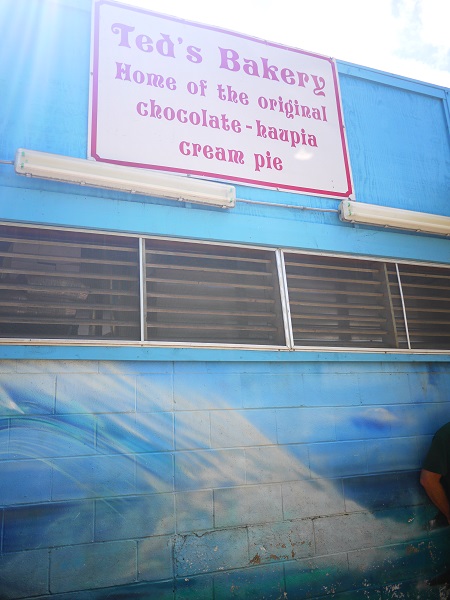 Ted's Bakery
Home of the original
chocolate-haupia
cream pie